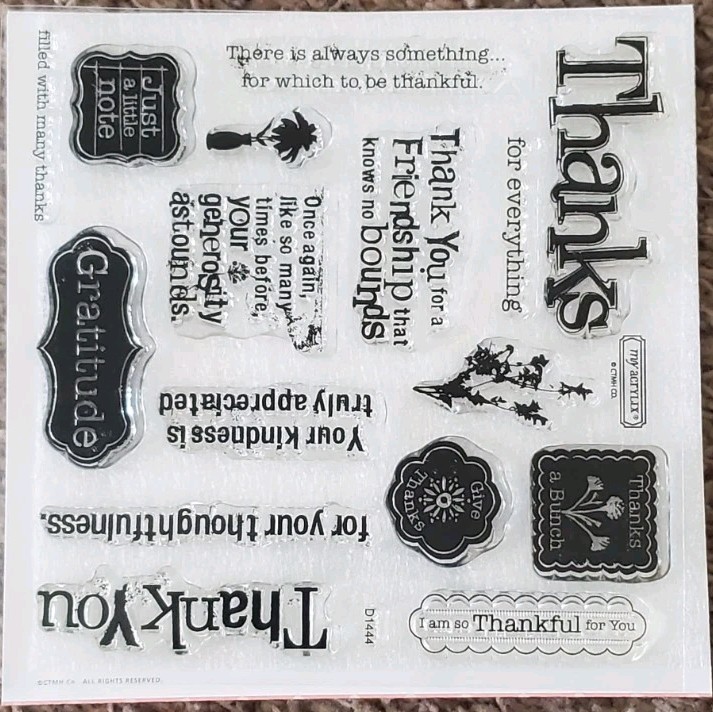 There is always something...
for which to be thankful.
Thanks
for everything
Thank You for a
Friendship that
knows no bounds
Just
a little
note
filled with many thanks
Once again,
like so many
times before,
your
generosity
astounds.
Gratitude
my acrylix®
©CTMH CO.
Your kindness is
truly appreciated
Give
Thanks
Thanks
a Bunch
for your thoughtfulness.
Thank You
D1444
I am so Thankful for You
©CTMH Co. ALL RIGHTS RESERVED.